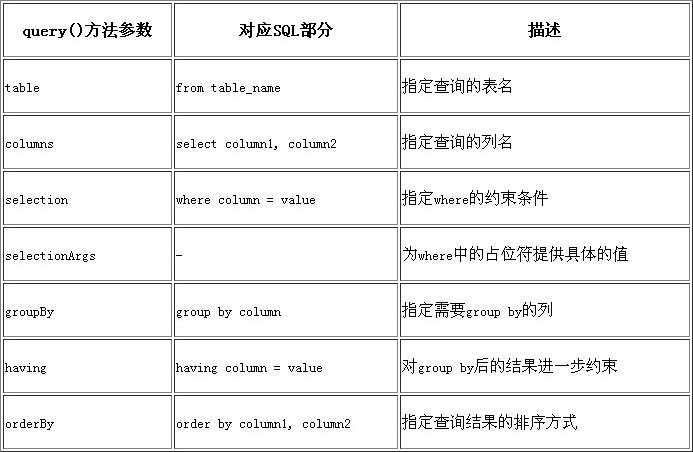 query()方法参数 对应SQL部分 描述
table from table_name 指定查询的表名
columns select column1, column2 指定查询的列名
selection where column = value 指定where的约束条件
selectionArgs - 为where中的占位符提供具体的值
groupBy group by column 指定需要group by的列
having having column = value 对group by后的结果进一步约束
orderBy order by column1, column2 指定查询结果的排序方式